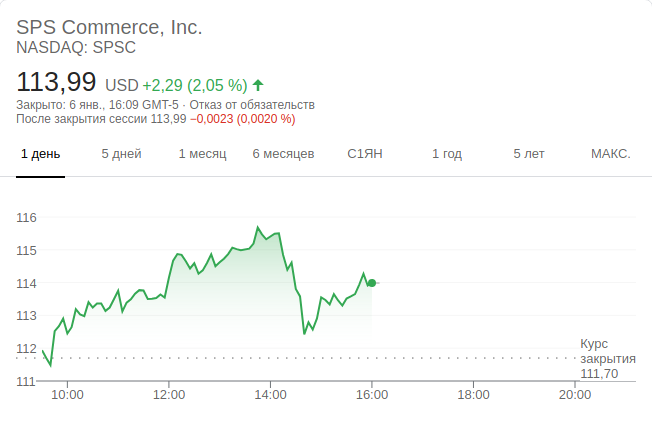 SPS Commerce, Inc.
NASDAQ: SPSC
113,99 USD +2,29 (2,05 %)
Закрыто: 6 янв., 16:09 GMT-5 · Отказ от обязательств
После закрытия сессии 113,99 −0,0023 (0,0020 %)
1 день 5 дней 1 месяц 6 месяцев С1ЯН 1 год 5 лет МАКС.
116
115
114
113
112
111
Курс
закрытия
111,70
10:00 12:00 14:00 16:00 18:00 20:00